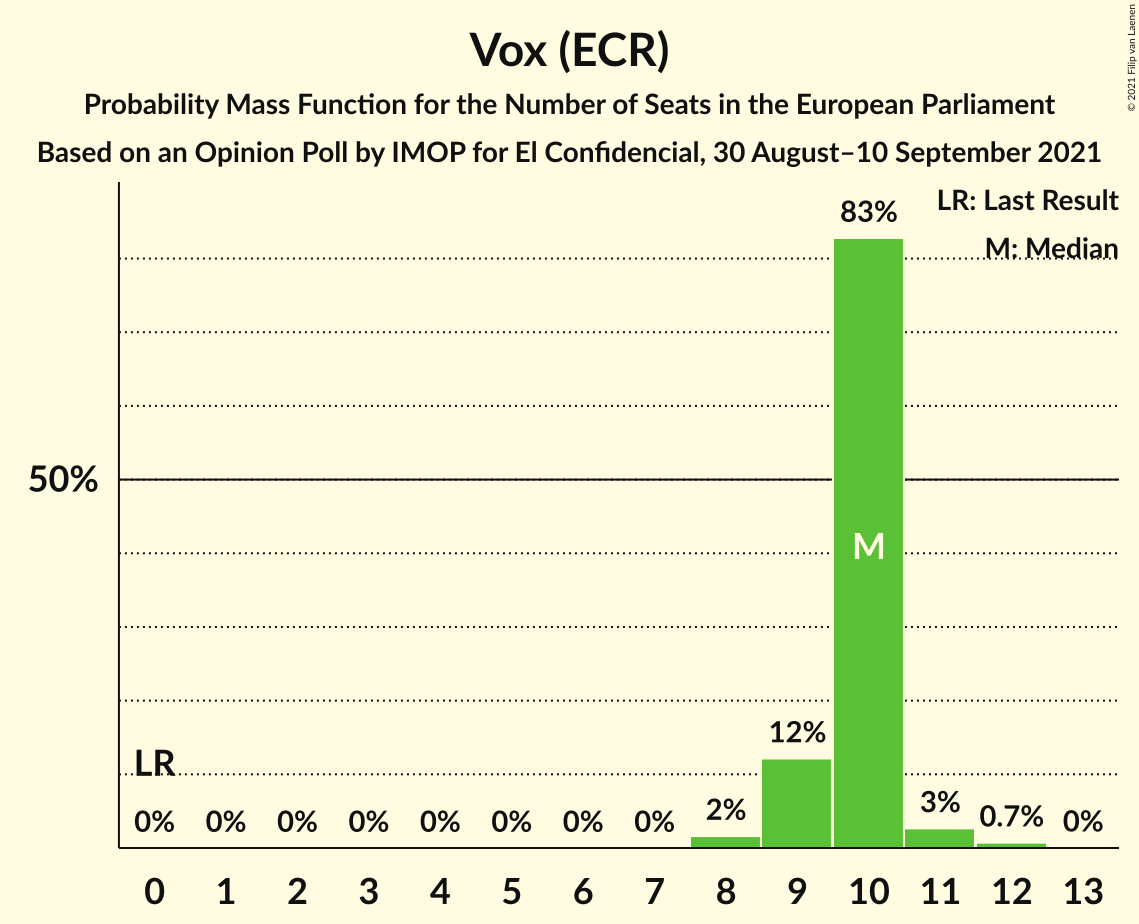 Vox (ECR)
Probability Mass Function for the Number of Seats in the European Parliament
Based on an Opinion Poll by IMOP for El Confidencial, 30 August–10 September 2021
© 2021 Filip van Laenen
LR: Last Result
M: Median
83%
50%
M
12%
LR
0% 0% 0% 0% 0% 0% 0% 0% 2% 3% 0.7% 0%
0 1 2 3 4 5 6 7 8 9 10 11 12 13